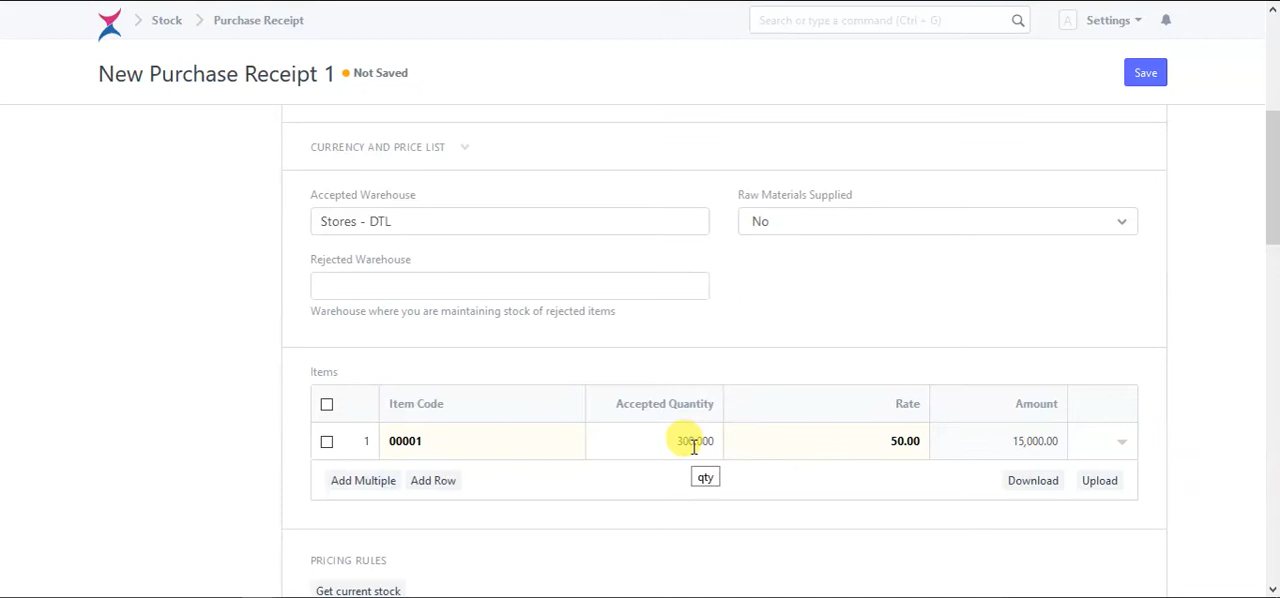 Stock
Purchase Receipt
Search or type a command (Ctrl + G)
A
Settings
New Purchase Receipt 1
Not Saved
Save
CURRENCY AND PRICE LIST
Accepted Warehouse
Raw Materials Supplied
Stores - DTL
No
Rejected Warehouse
Warehouse where you are maintaining stock of rejected items
Items
Item Code Accepted Quantity Rate Amount
1 00001 300.000 50.00 15,000.00
qty
Add Multiple Add Row Download Upload
PRICING RULES
Get current stock